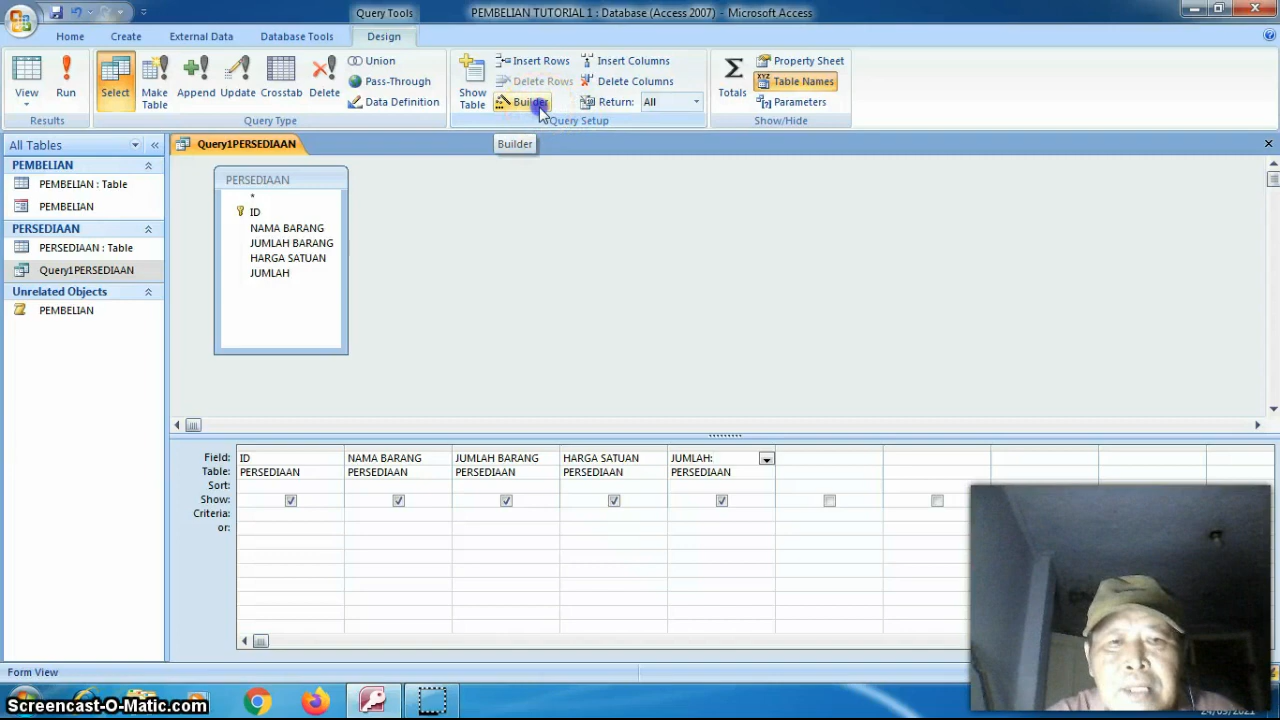 Query Tools
PEMBELIAN TUTORIAL 1 : Database (Access 2007) - Microsoft Access
Home
Create
External Data
Database Tools
Design
View
Run
Results
Select
Make Table
Append
Update
Crosstab
Delete
Union
Pass-Through
Data Definition
Query Type
Show Table
Insert Rows
Delete Rows
Builder
Insert Columns
Delete Columns
Return: All
Query Setup
Totals
Property Sheet
Table Names
Parameters
Show/Hide
Builder
All Tables
PEMBELIAN
PEMBELIAN : Table
PEMBELIAN
PERSEDIAAN
PERSEDIAAN : Table
Query1PERSEDIAAN
Unrelated Objects
PEMBELIAN
Query1PERSEDIAAN
PERSEDIAAN
*
ID
NAMA BARANG
JUMLAH BARANG
HARGA SATUAN
JUMLAH
Field: ID NAMA BARANG JUMLAH BARANG HARGA SATUAN JUMLAH:
Table: PERSEDIAAN PERSEDIAAN PERSEDIAAN PERSEDIAAN PERSEDIAAN
Sort:
Show:
Criteria:
or:
Form View
Screencast-O-Matic.com